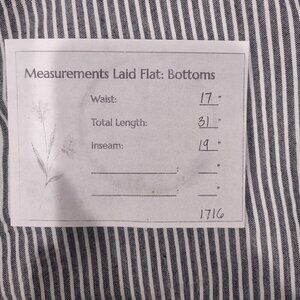 Measurements Laid Flat: Bottoms
Waist: 17"
Total Length: 31"
Inseam: 19"
: "
"
1716